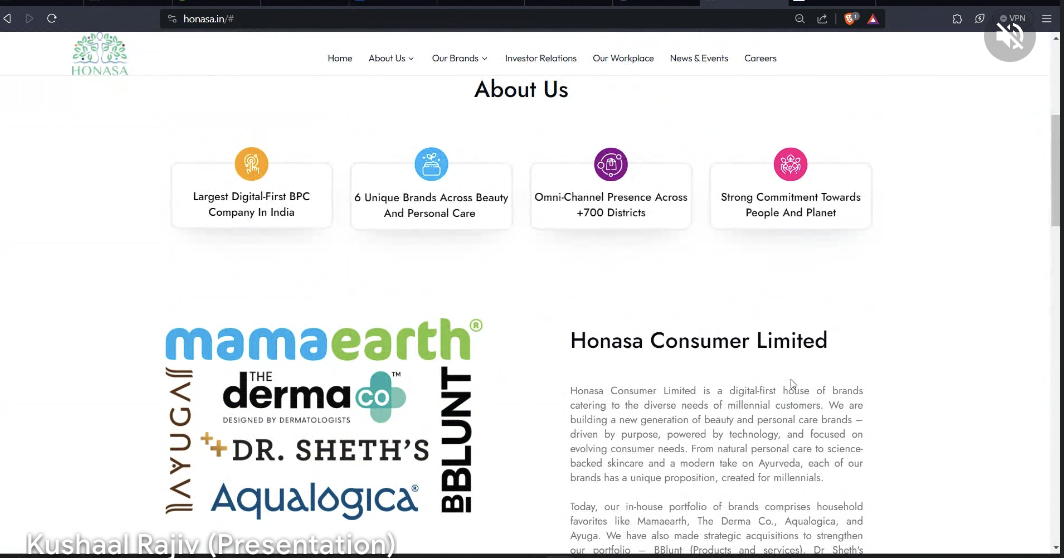 honasa.in/#
VPN
HONASA
Home
About Us
Our Brands
Investor Relations
Our Workplace
News & Events
Careers
About Us
Largest Digital-First BPC
Company In India
6 Unique Brands Across Beauty
And Personal Care
Omni-Channel Presence Across
+700 Districts
Strong Commitment Towards
People And Planet
mamaearth®
AYUGA
THE
derma co™
DESIGNED BY DERMATOLOGISTS
DR. SHETH'S
Aqualogica®
BBLUNT
Honasa Consumer Limited
Honasa Consumer Limited is a digital-first house of brands
catering to the diverse needs of millennial customers. We are
building a new generation of beauty and personal care brands –
driven by purpose, powered by technology, and focused on
evolving consumer needs. From natural personal care to science-
backed skincare and a modern take on Ayurveda, each of our
brands has a unique proposition, created for millennials.
Today, our in-house portfolio of brands comprises household
favorites like Mamaearth, The Derma Co., Aqualogica, and
Ayuga. We have also made strategic acquisitions to strengthen
our portfolio – BBlunt (Products and services), Dr Sheth's
Kushaal Rajiv (Presentation)